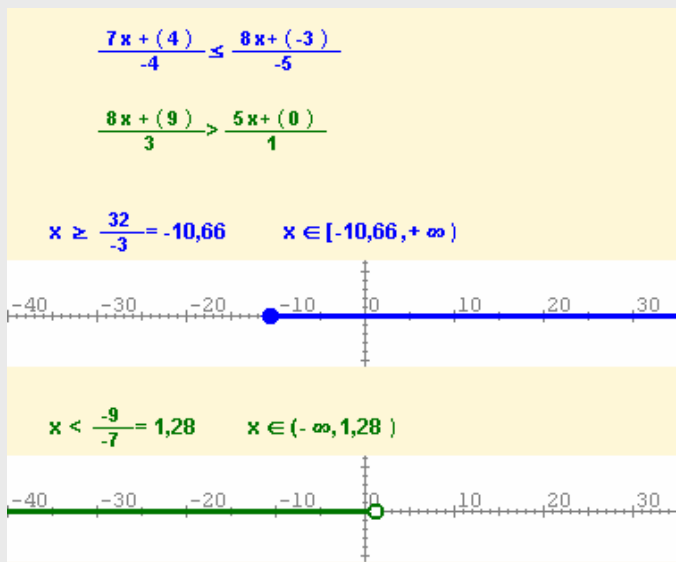 7x + ( 4 ) / -4 ≤ 8x + ( -3 ) / -5
8x + ( 9 ) / 3 > 5x + ( 0 ) / 1
x ≥ 32 / -3 = -10,66 x ∈ [ -10,66 , + ∞ )
-40 -30 -20 -10 0 10 20 30
x < -9 / -7 = 1,28 x ∈ ( - ∞, 1,28 )
-40 -30 -20 -10 0 10 20 30